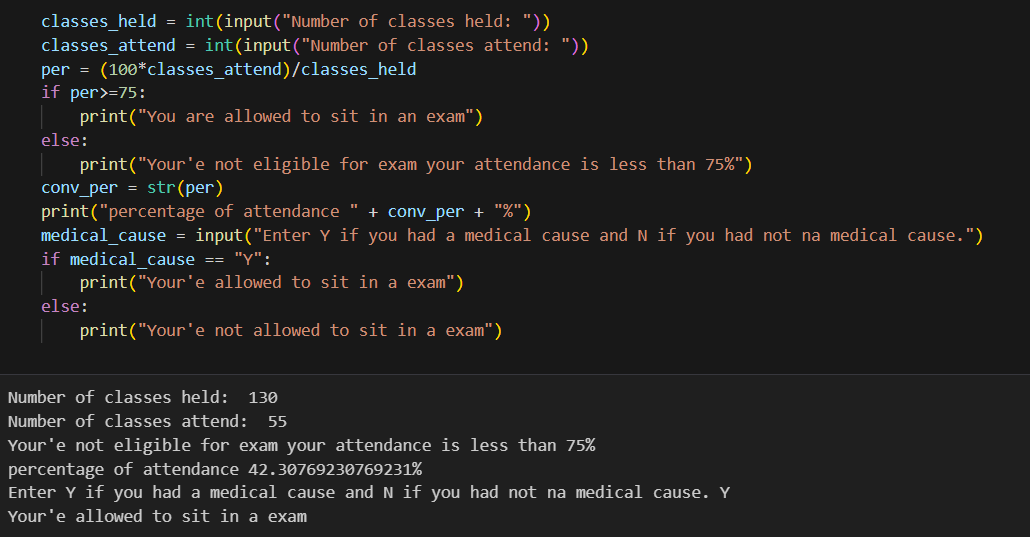 classes_held = int(input("Number of classes held: "))
classes_attend = int(input("Number of classes attend: "))
per = (100*classes_attend)/classes_held
if per>=75:
    print("You are allowed to sit in an exam")
else:
    print("Your'e not eligible for exam your attendance is less than 75%")
conv_per = str(per)
print("percentage of attendance " + conv_per + "%")
medical_cause = input("Enter Y if you had a medical cause and N if you had not na medical cause.")
if medical_cause == "Y":
    print("Your'e allowed to sit in a exam")
else:
    print("Your'e not allowed to sit in a exam")
Number of classes held:  130
Number of classes attend:  55
Your'e not eligible for exam your attendance is less than 75%
percentage of attendance 42.30769230769231%
Enter Y if you had a medical cause and N if you had not na medical cause. Y
Your'e allowed to sit in a exam